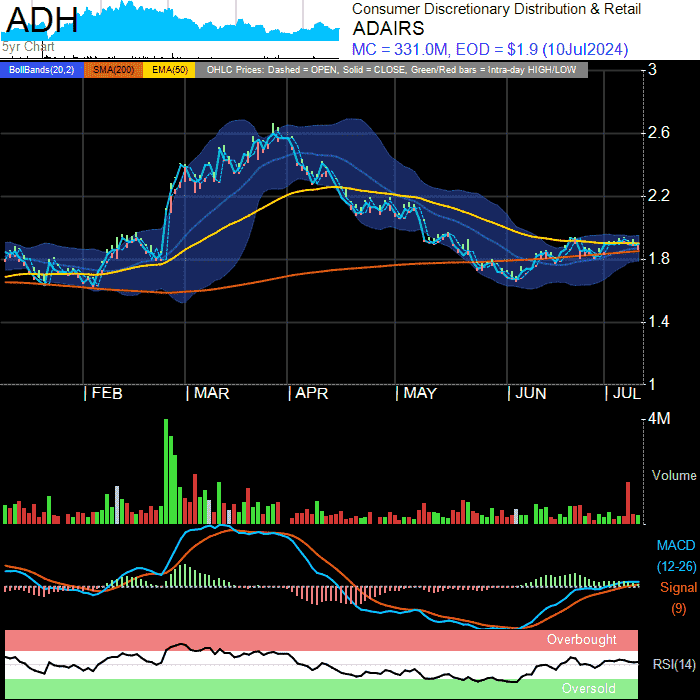 ADH
5yr Chart
Consumer Discretionary Distribution & Retail
ADAIRS
MC = 331.0M, EOD = $1.9 (10Jul2024)
BollBands(20,2) SMA(200) EMA(50) OHLC Prices: Dashed = OPEN, Solid = CLOSE, Green/Red bars = Intra-day HIGH/LOW
3
2.6
2.2
1.8
1.4
1
FEB MAR APR MAY JUN JUL
4M
Volume
MACD
(12-26)
Signal
(9)
Overbought
RSI(14)
Oversold